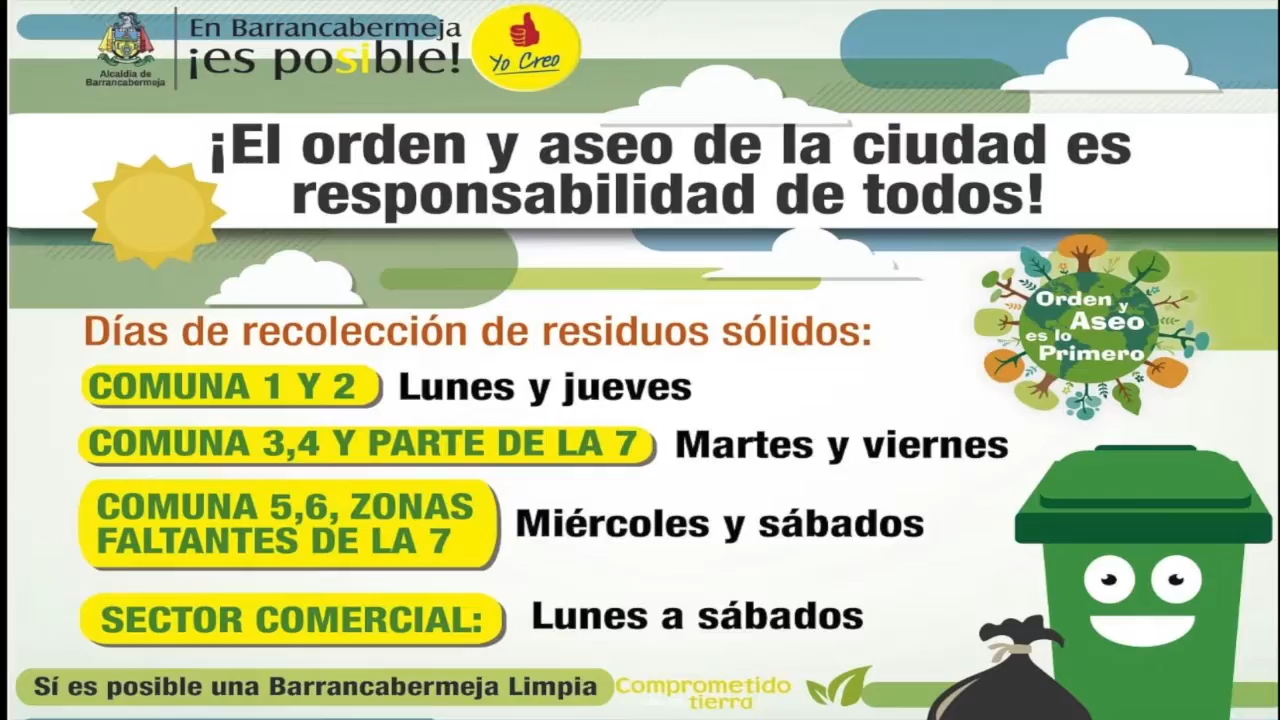 Alcaldía de
Barrancabermeja
En Barrancabermeja
¡es posible!
Yo Creo
¡El orden y aseo de la ciudad es
responsabilidad de todos!
Orden y
Aseo
es lo
Primero
Días de recolección de residuos sólidos:
COMUNA 1 Y 2 Lunes y jueves
COMUNA 3,4 Y PARTE DE LA 7 Martes y viernes
COMUNA 5,6, ZONAS
FALTANTES DE LA 7
Miércoles y sábados
SECTOR COMERCIAL: Lunes a sábados
Sí es posible una Barrancabermeja Limpia
Comprometido
tierra